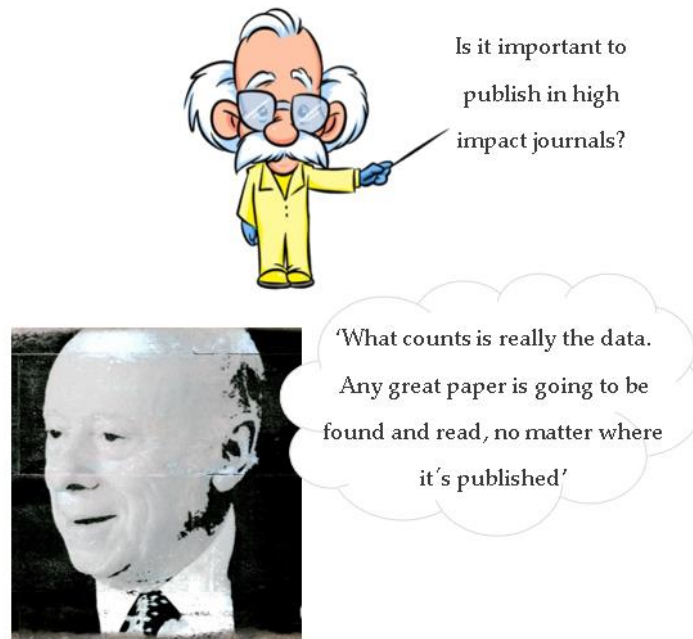 Is it important to
publish in high
impact journals?
‘What counts is really the data.
Any great paper is going to be
found and read, no matter where
it´s published’